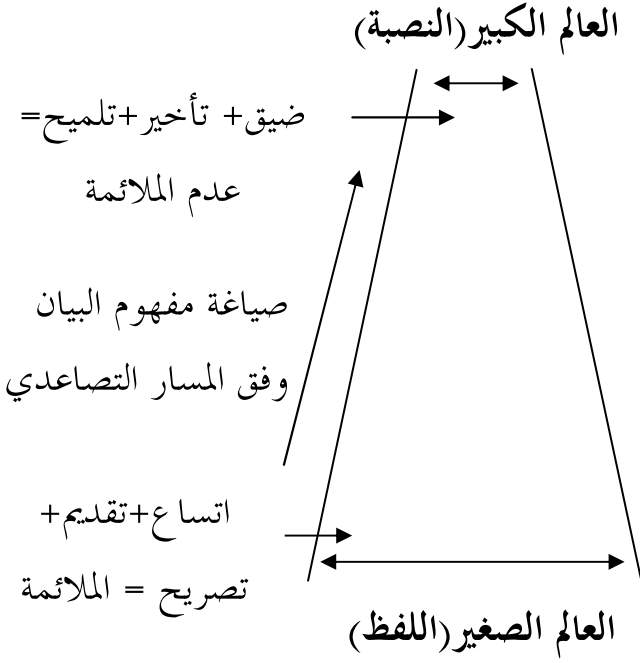 العالم الكبير(النصبة)
ضيق+ تأخير+تلميح=
عدم الملائمة
صياغة مفهوم البيان
وفق المسار التصاعدي
اتساع+تقديم+
تصريح = الملائمة
العالم الصغير(اللفظ)